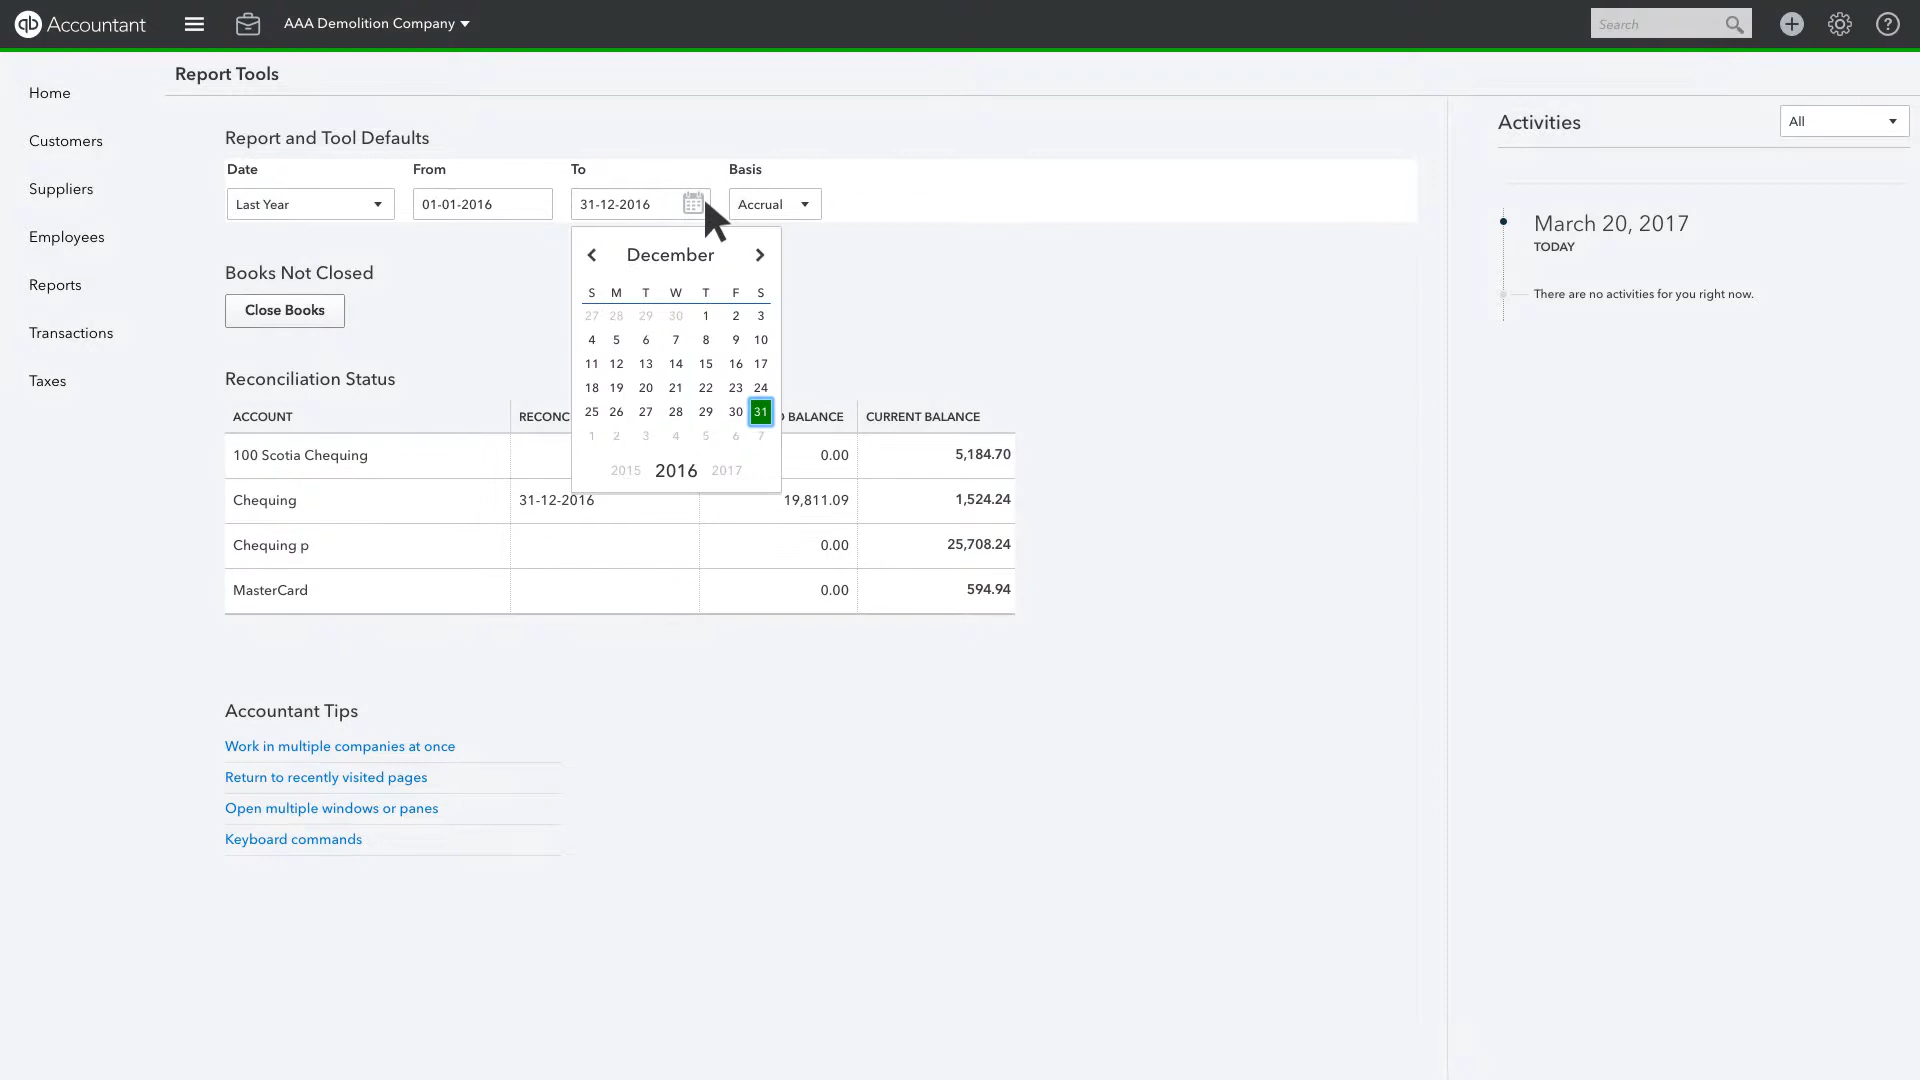 qb Accountant
AAA Demolition Company
Search
Report Tools
Home
Customers
Suppliers
Employees
Reports
Transactions
Taxes
Report and Tool Defaults
Date From To Basis
Last Year 01-01-2016 31-12-2016 Accrual
December
S M T W T F S
27 28 29 30 1 2 3
4 5 6 7 8 9 10
11 12 13 14 15 16 17
18 19 20 21 22 23 24
25 26 27 28 29 30 31
1 2 3 4 5 6 7
2015 2016 2017
Books Not Closed
Close Books
Reconciliation Status
ACCOUNT RECONC BALANCE CURRENT BALANCE
100 Scotia Chequing 0.00 5,184.70
Chequing 31-12-2016 19,811.09 1,524.24
Chequing p 0.00 25,708.24
MasterCard 0.00 594.94
Accountant Tips
Work in multiple companies at once
Return to recently visited pages
Open multiple windows or panes
Keyboard commands
Activities All
March 20, 2017
TODAY
There are no activities for you right now.